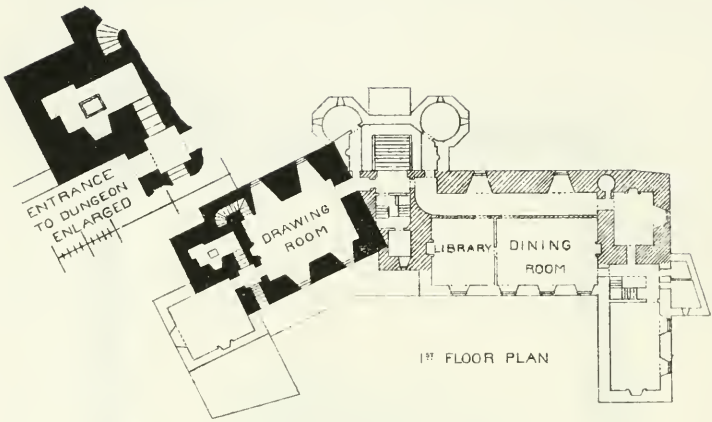 ENTRANCE
TO DUNGEON
ENLARGED
DRAWING
ROOM
LIBRARY
DINING
ROOM
1ST FLOOR PLAN